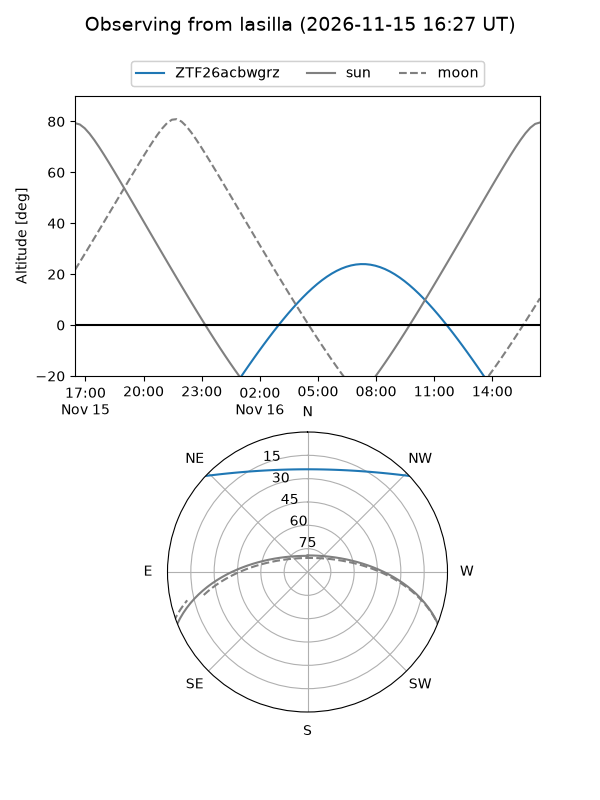 Observing from lasilla (2026-11-15 16:27 UT)
ZTF26acbwgrz sun moon
Altitude [deg]
80
60
40
20
0
−20
17:00 20:00 23:00 02:00 05:00 08:00 11:00 14:00
Nov 15 Nov 16
N
NE NW
15
30
45
60
75
E W
SE SW
S